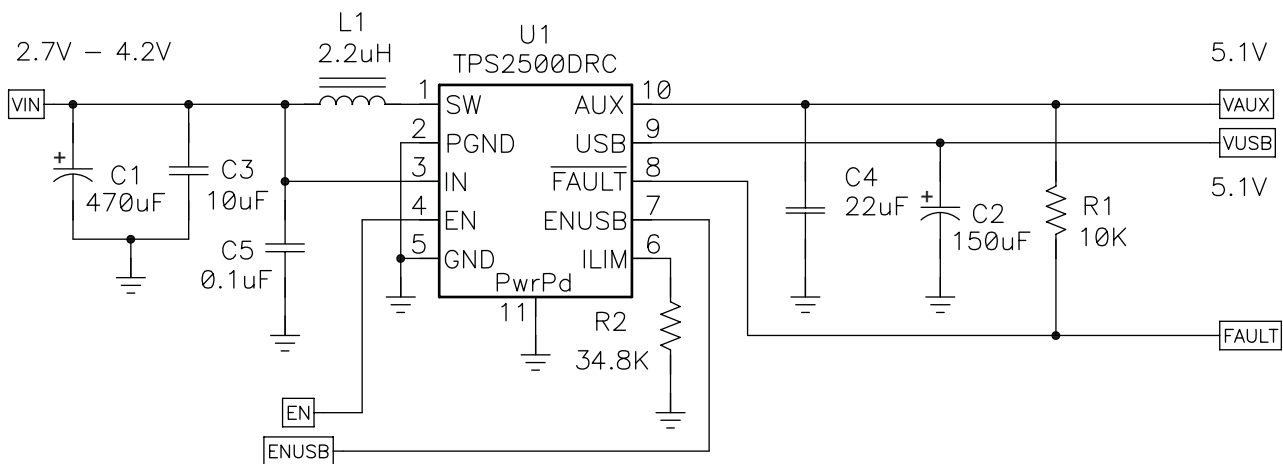 2.7V – 4.2V
L1
2.2uH
U1
TPS2500DRC
5.1V
VIN
1
SW
AUX
10
VAUX
2
PGND
USB
9
VUSB
3
IN
FAULT
8
5.1V
4
EN
ENUSB
7
5
GND
ILIM
6
PwrPd
11
+
C1
470uF
C3
10uF
C5
0.1uF
C4
22uF
+
C2
150uF
R1
10K
R2
34.8K
FAULT
EN
ENUSB